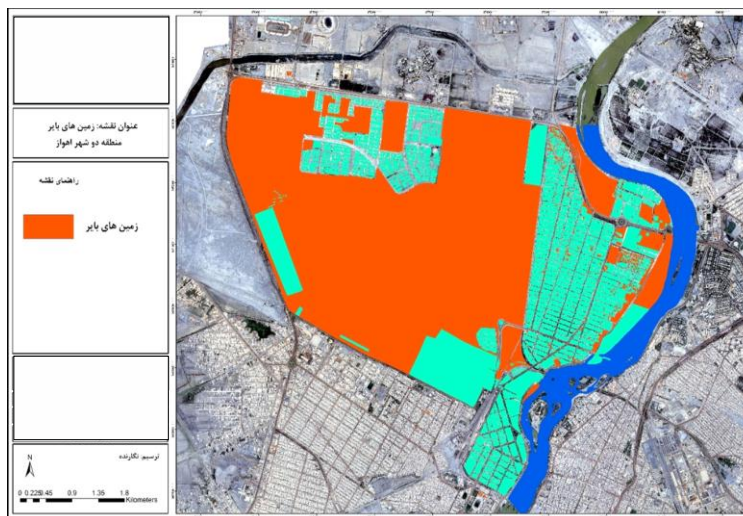 عنوان نقشه: زمین های بایر
منطقه دو شهر اهواز
راهنمای نقشه
زمین های بایر
ترسیم: نگارنده
N
0 0.225 0.45 0.9 1.35 1.8
Kilometers